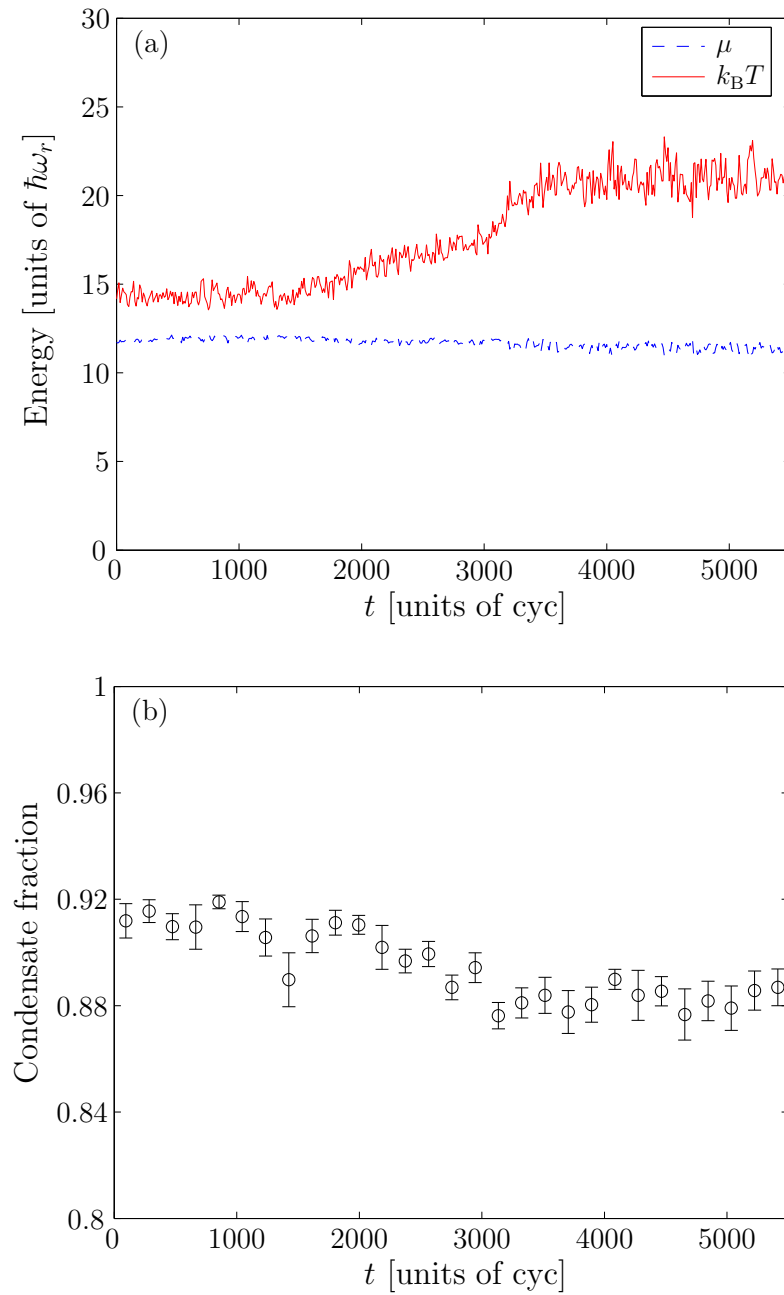 (a)
μ
k_B T
30
25
20
15
10
5
0
Energy [units of ħω_r]
0 1000 2000 3000 4000 5000
t [units of cyc]
(b)
1
0.96
0.92
0.88
0.84
0.8
Condensate fraction
0 1000 2000 3000 4000 5000
t [units of cyc]